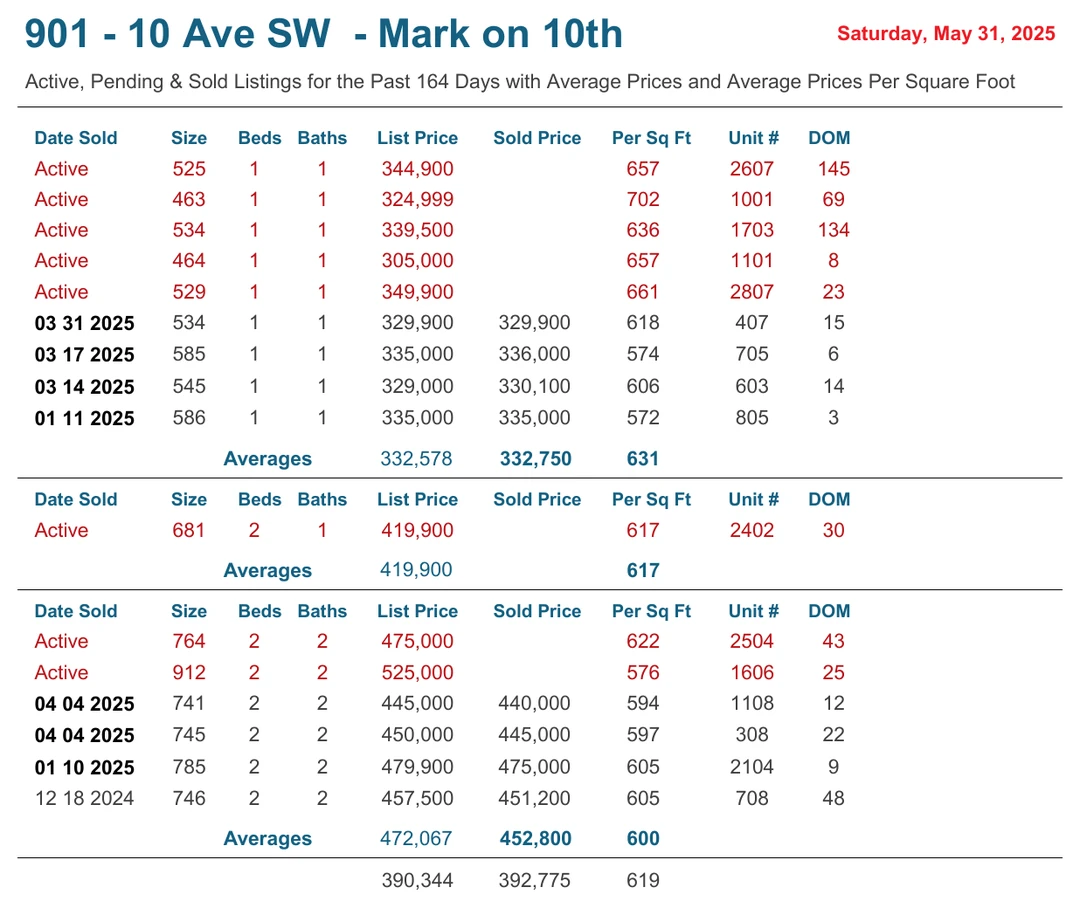 901 - 10 Ave SW - Mark on 10th Saturday, May 31, 2025
Active, Pending & Sold Listings for the Past 164 Days with Average Prices and Average Prices Per Square Foot
Date Sold Size Beds Baths List Price Sold Price Per Sq Ft Unit # DOM
Active 525 1 1 344,900 657 2607 145
Active 463 1 1 324,999 702 1001 69
Active 534 1 1 339,500 636 1703 134
Active 464 1 1 305,000 657 1101 8
Active 529 1 1 349,900 661 2807 23
03 31 2025 534 1 1 329,900 329,900 618 407 15
03 17 2025 585 1 1 335,000 336,000 574 705 6
03 14 2025 545 1 1 329,000 330,100 606 603 14
01 11 2025 586 1 1 335,000 335,000 572 805 3
Averages 332,578 332,750 631
Date Sold Size Beds Baths List Price Sold Price Per Sq Ft Unit # DOM
Active 681 2 1 419,900 617 2402 30
Averages 419,900 617
Date Sold Size Beds Baths List Price Sold Price Per Sq Ft Unit # DOM
Active 764 2 2 475,000 622 2504 43
Active 912 2 2 525,000 576 1606 25
04 04 2025 741 2 2 445,000 440,000 594 1108 12
04 04 2025 745 2 2 450,000 445,000 597 308 22
01 10 2025 785 2 2 479,900 475,000 605 2104 9
12 18 2024 746 2 2 457,500 451,200 605 708 48
Averages 472,067 452,800 600
390,344 392,775 619